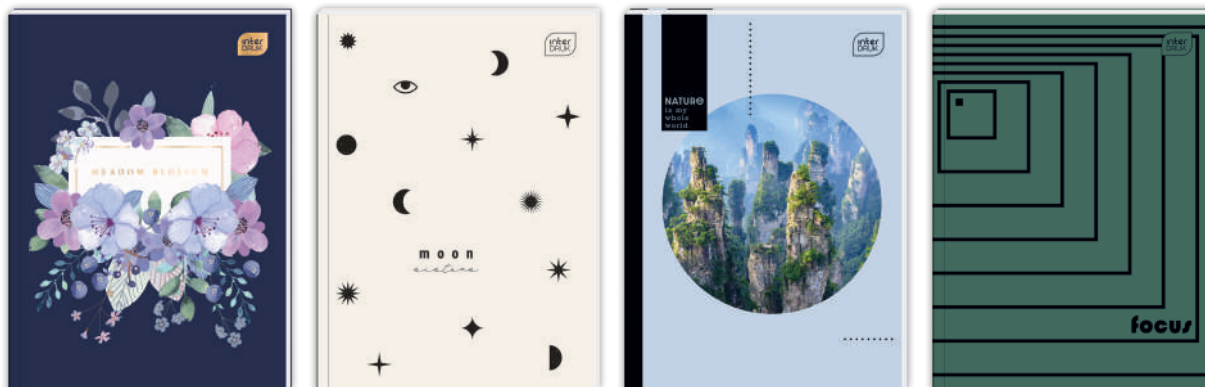 inter
DRUK
MEADOW BLOSSOM
inter
DRUK
moon
sisters
inter
DRUK
NATURE
is my
whole
world
inter
DRUK
focus